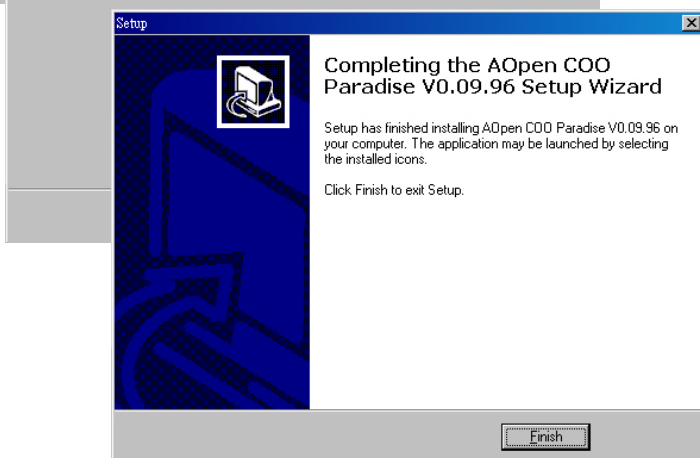 Setup
Completing the AOpen COO
Paradise V0.09.96 Setup Wizard
Setup has finished installing AOpen COO Paradise V0.09.96 on
your computer. The application may be launched by selecting
the installed icons.
Click Finish to exit Setup.
Finish